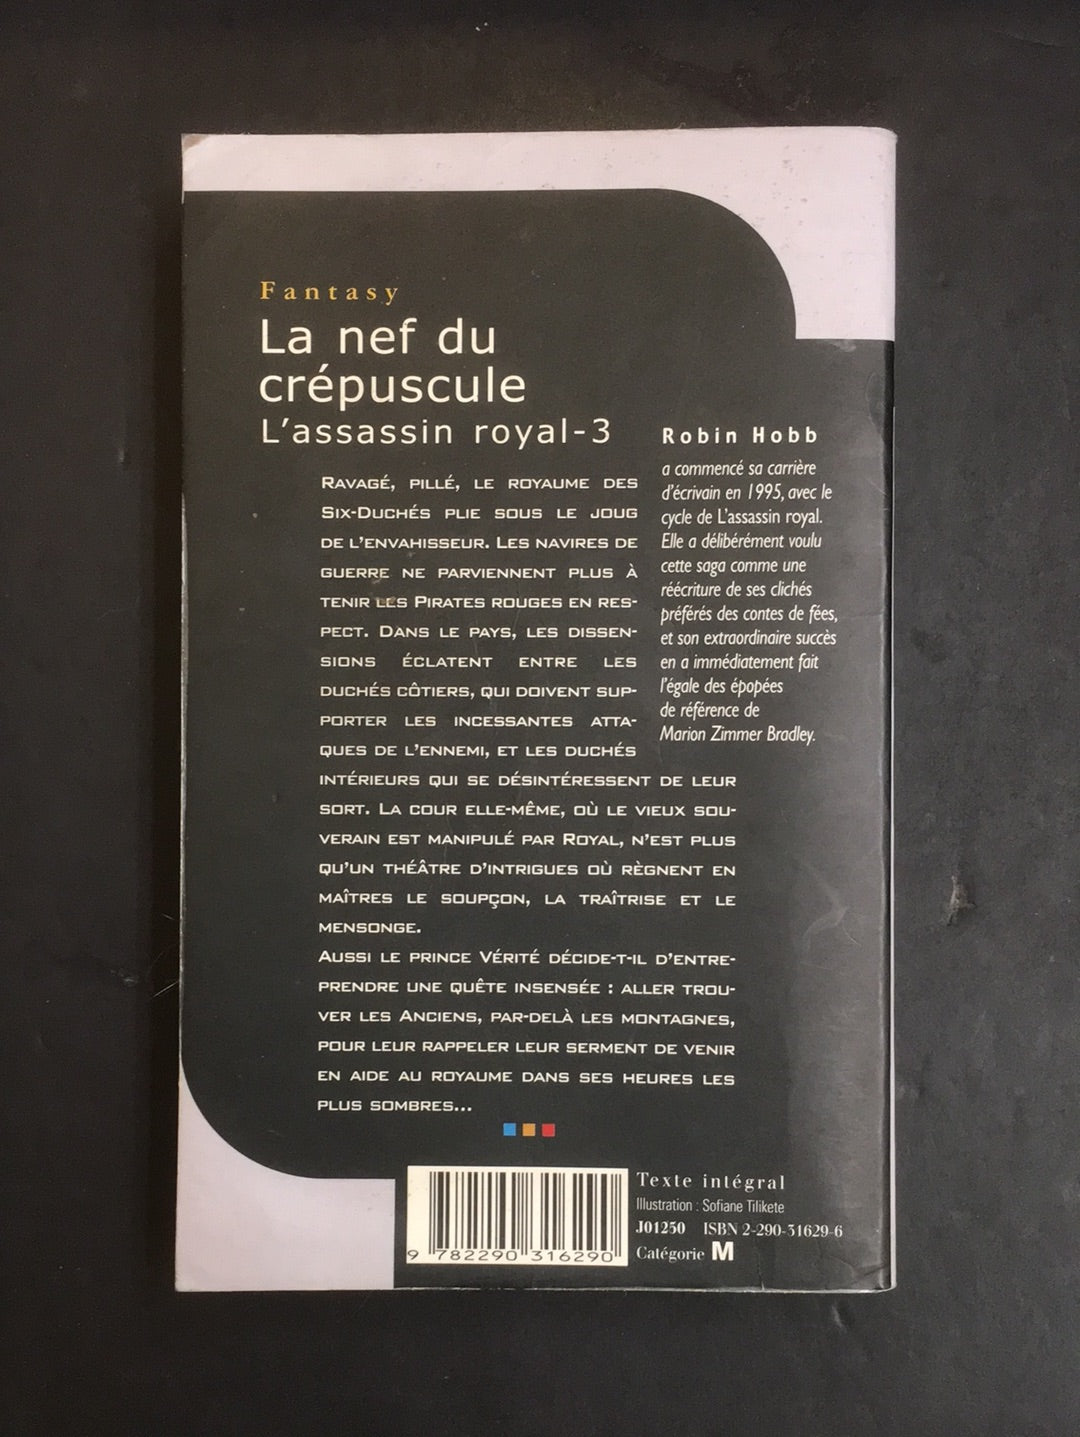 Fantasy
La nef du
crépuscule
L'assassin royal-3
RAVAGÉ, PILLÉ, LE ROYAUME DES
SIX-DUCHÉS PLIE SOUS LE JOUG
DE L'ENVAHISSEUR. LES NAVIRES DE
GUERRE NE PARVIENNENT PLUS À
TENIR LES PIRATES ROUGES EN RES-
PECT. DANS LE PAYS, LES DISSEN-
SIONS ÉCLATENT ENTRE LES
DUCHÉS CÔTIERS, QUI DOIVENT SUP-
PORTER LES INCESSANTES ATTA-
QUES DE L'ENNEMI, ET LES DUCHÉS
INTÉRIEURS QUI SE DÉSINTÉRESSENT DE LEUR
SORT. LA COUR ELLE-MÊME, OÙ LE VIEUX SOU-
VERAIN EST MANIPULÉ PAR ROYAL, N'EST PLUS
QU'UN THÉÂTRE D'INTRIGUES OÙ RÈGNENT EN
MAÎTRES LE SOUPÇON, LA TRAÎTRISE ET LE
MENSONGE.
AUSSI LE PRINCE VÉRITÉ DÉCIDE-T-IL D'ENTRE-
PRENDRE UNE QUÊTE INSENSÉE : ALLER TROU-
VER LES ANCIENS, PAR-DELÀ LES MONTAGNES,
POUR LEUR RAPPELER LEUR SERMENT DE VENIR
EN AIDE AU ROYAUME DANS SES HEURES LES
PLUS SOMBRES...
Robin Hobb
a commencé sa carrière
d'écrivain en 1995, avec le
cycle de L'assassin royal.
Elle a délibérément voulu
cette saga comme une
réécriture de ses clichés
préférés des contes de fées,
et son extraordinaire succès
en a immédiatement fait
l'égale des épopées
de référence de
Marion Zimmer Bradley.
9 782290 316290
Texte intégral
Illustration : Sofiane Tilikete
J01250 ISBN 2-290-31629-6
Catégorie M